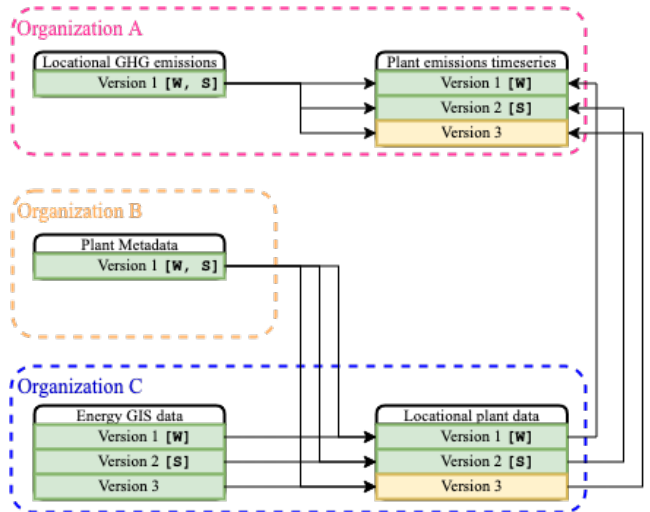 Organization A
Locational GHG emissions
Version 1 [W, S]
Plant emissions timeseries
Version 1 [W]
Version 2 [S]
Version 3
Organization B
Plant Metadata
Version 1 [W, S]
Organization C
Energy GIS data
Version 1 [W]
Version 2 [S]
Version 3
Locational plant data
Version 1 [W]
Version 2 [S]
Version 3